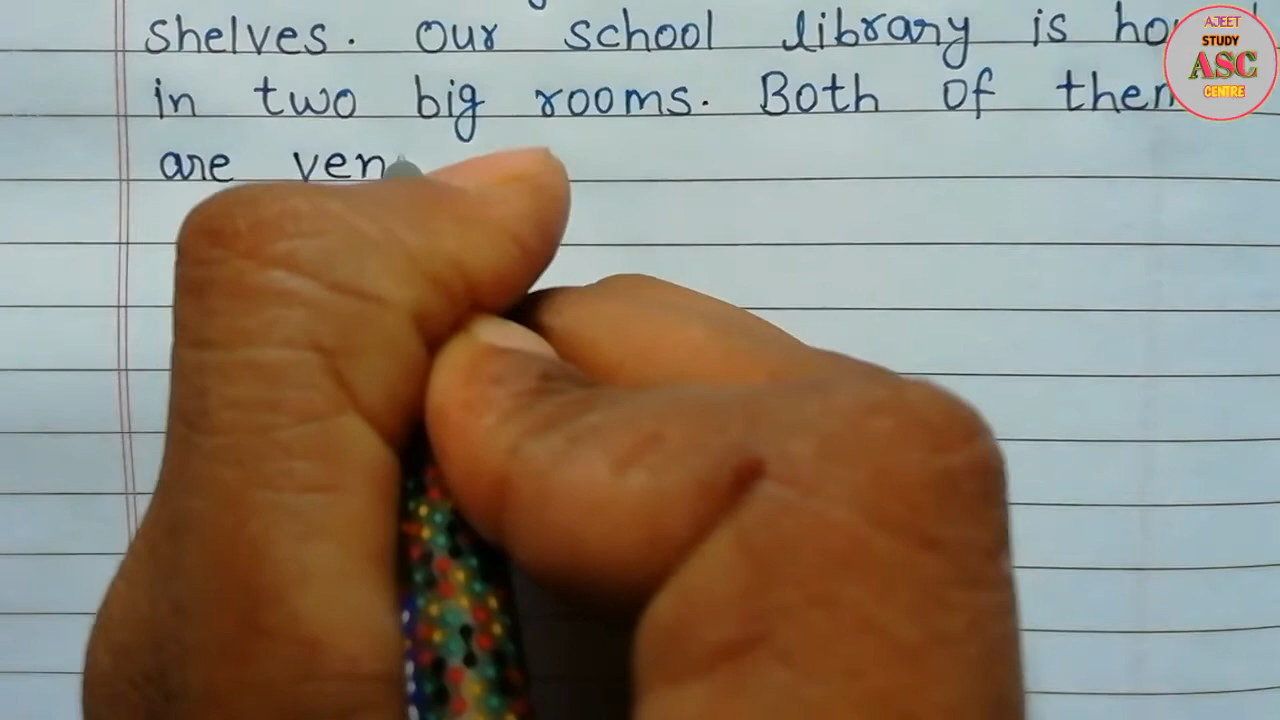 shelves. Our school library is
in two big rooms. Both of
are
AJEET
STUDY
ASC
CENTRE